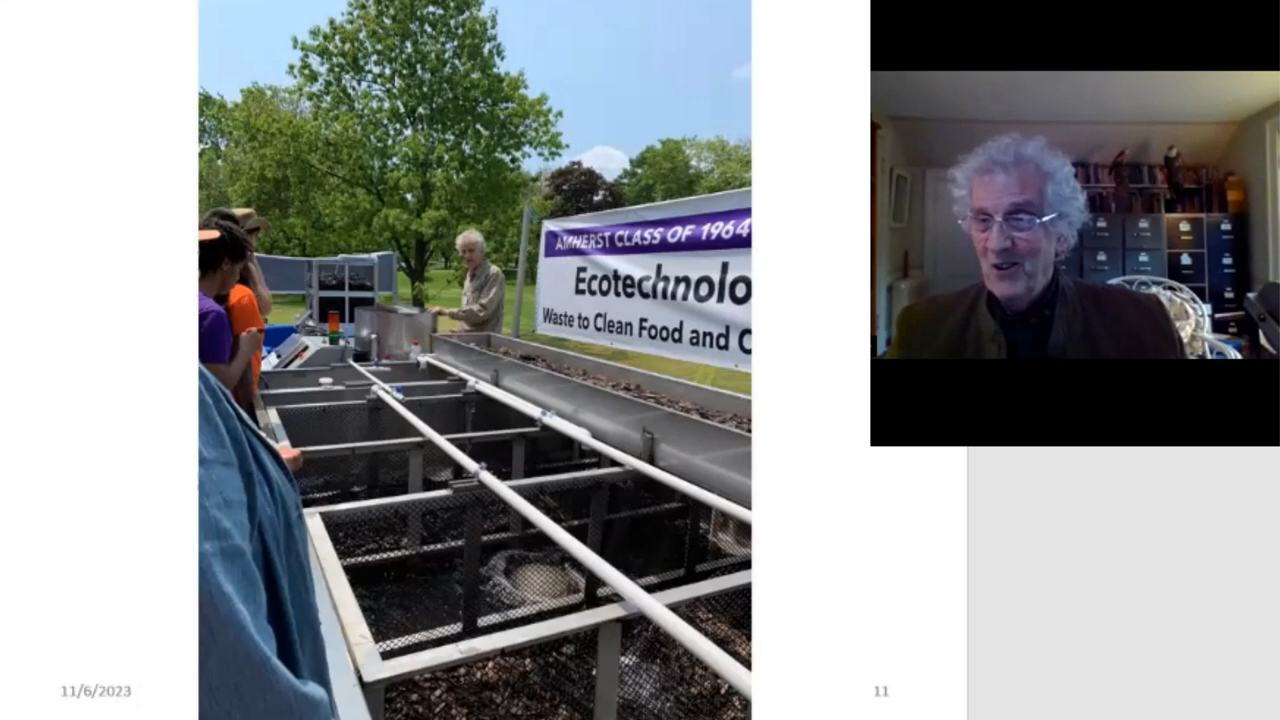 AMHERST CLASS OF 1964
Ecotechnolo
Waste to Clean Food and C
11/6/2023
11